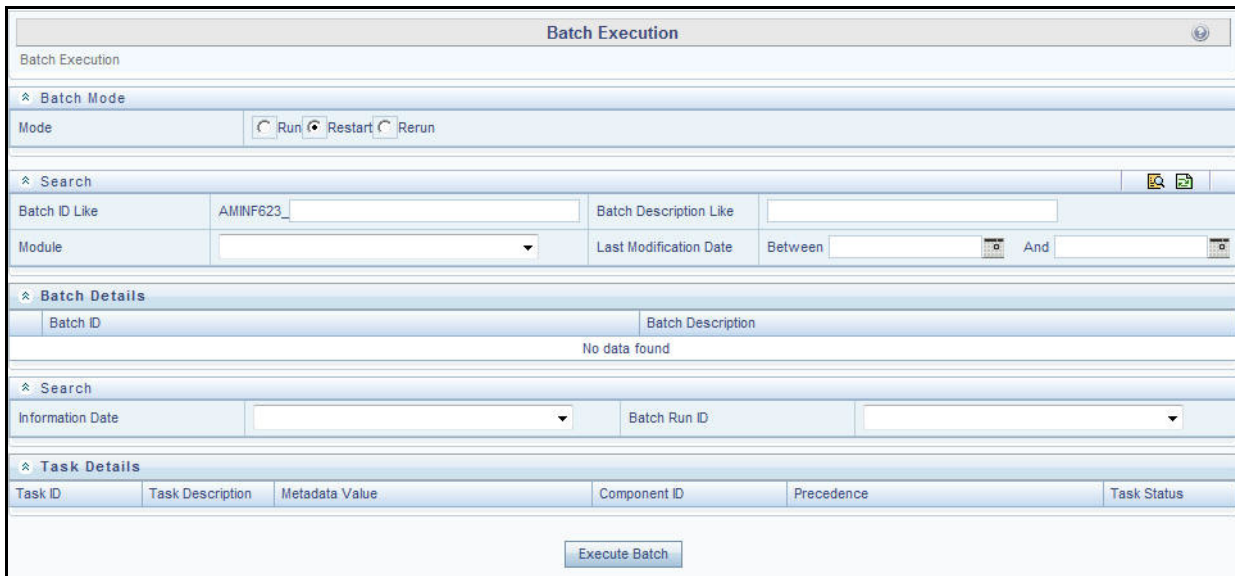 Batch Execution
Batch Execution
Batch Mode
Mode Run Restart Rerun
Search
Batch ID Like AMINF623_ Batch Description Like
Module Last Modification Date Between And
Batch Details
Batch ID Batch Description
No data found
Search
Information Date Batch Run ID
Task Details
Task ID Task Description Metadata Value Component ID Precedence Task Status
Execute Batch